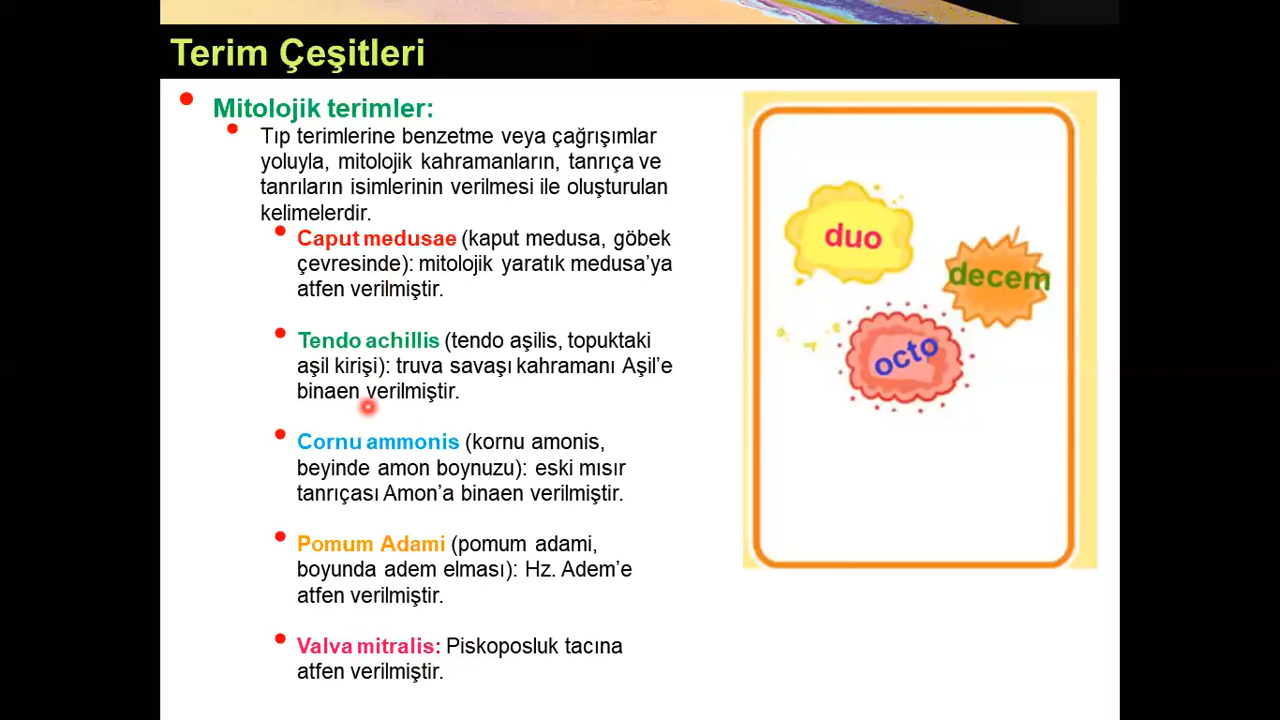 Terim Çeşitleri
Mitolojik terimler:
Tıp terimlerine benzetme veya çağrışımlar
yoluyla, mitolojik kahramanların, tanrıça ve
tanrıların isimlerinin verilmesi ile oluşturulan
kelimelerdir.
Caput medusae (kaput medusa, göbek
çevresinde): mitolojik yaratık medusa’ya
atfen verilmiştir.
Tendo achillis (tendo aşilis, topuktaki
aşil kirişi): truva savaşı kahramanı Aşil’e
binaen verilmiştir.
Cornu ammonis (kornu amonis,
beyinde amon boynuzu): eski mısır
tanrıçası Amon’a binaen verilmiştir.
Pomum Adami (pomum adami,
boyunda adem elması): Hz. Adem’e
atfen verilmiştir.
Valva mitralis: Piskoposluk tacına
atfen verilmiştir.
duo
decem
octo